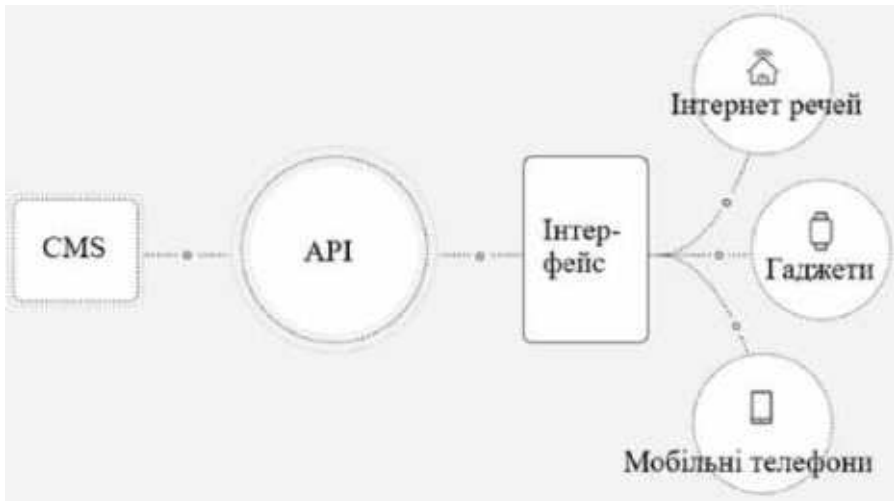 Інтернет речей
CMS
API
Інтер-
фейс
Гаджети
Мобільні телефони